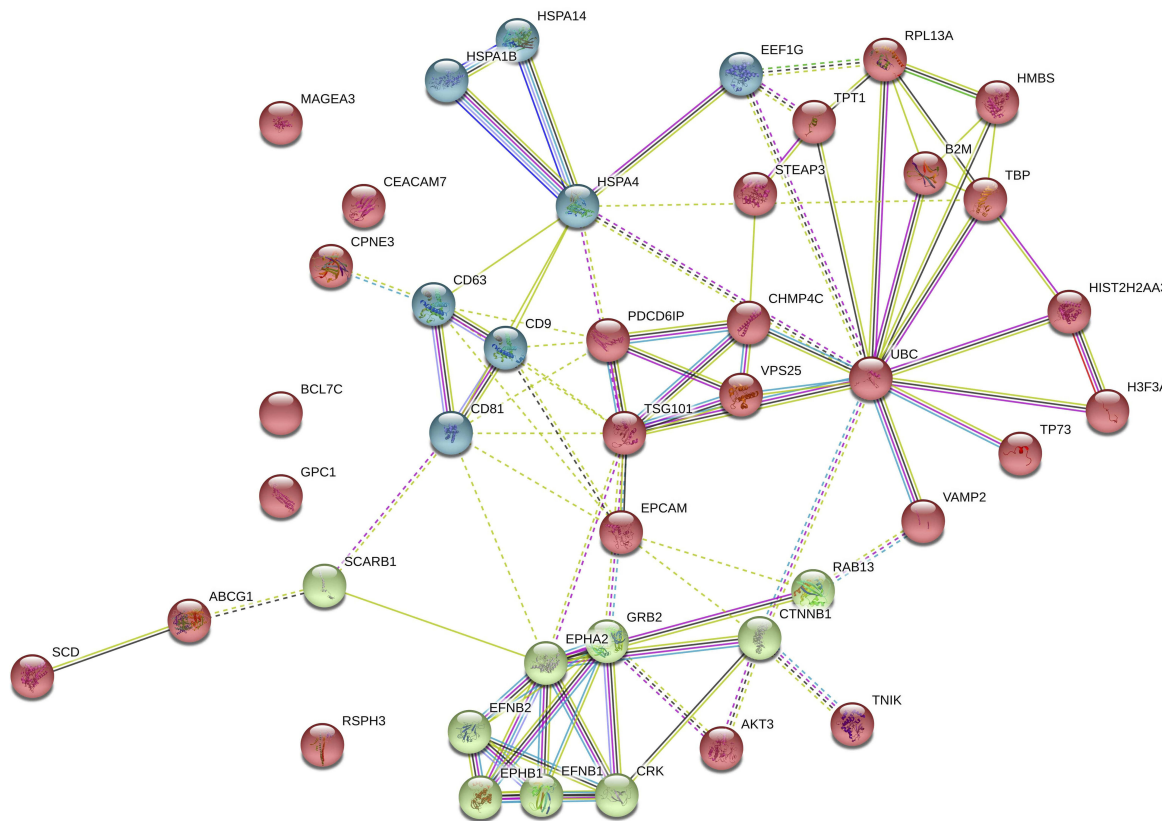 HSPA14
RPL13A
HSPA1B
EEF1G
HMBS
MAGEA3
TPT1
B2M
STEAP3
TBP
CEACAM7
HSPA4
CPNE3
CD63
CHMP4C
HIST2H2AA3
PDCD6IP
CD9
UBC
BCL7C
VPS25
H3F3A
CD81
TSG101
TP73
GPC1
VAMP2
EPCAM
SCARB1
RAB13
ABCG1
GRB2
CTNNB1
EPHA2
SCD
TNIK
RSPH3
EFNB2
AKT3
EPHB1
EFNB1
CRK